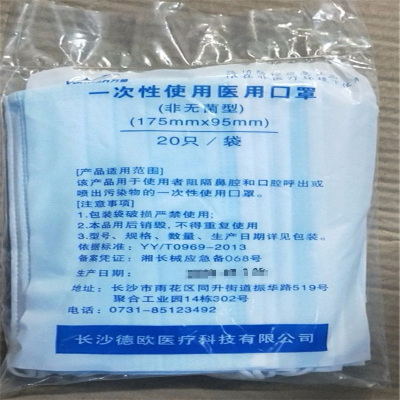 一次性使用医用口罩
(非无菌型)
(175mmx95mm)
20只/袋
[产品适用范围]
该产品用于使用者阻隔鼻腔和口腔呼出或
喷出污染物的一次性使用口罩。
[注意事项]
1.包装袋破损严禁使用;
2.本品用后销毁,不得重复使用
3.型号、规格、数量、生产日期详见包装。
依据标准: YY/T0969-2013
备案凭证: 湘长械应急备068号
生产日期:
地址: 长沙市雨花区同升街道振华路519号
聚合工业园14栋302号
电话: 0731-85123492
长沙德欧医疗科技有限公司